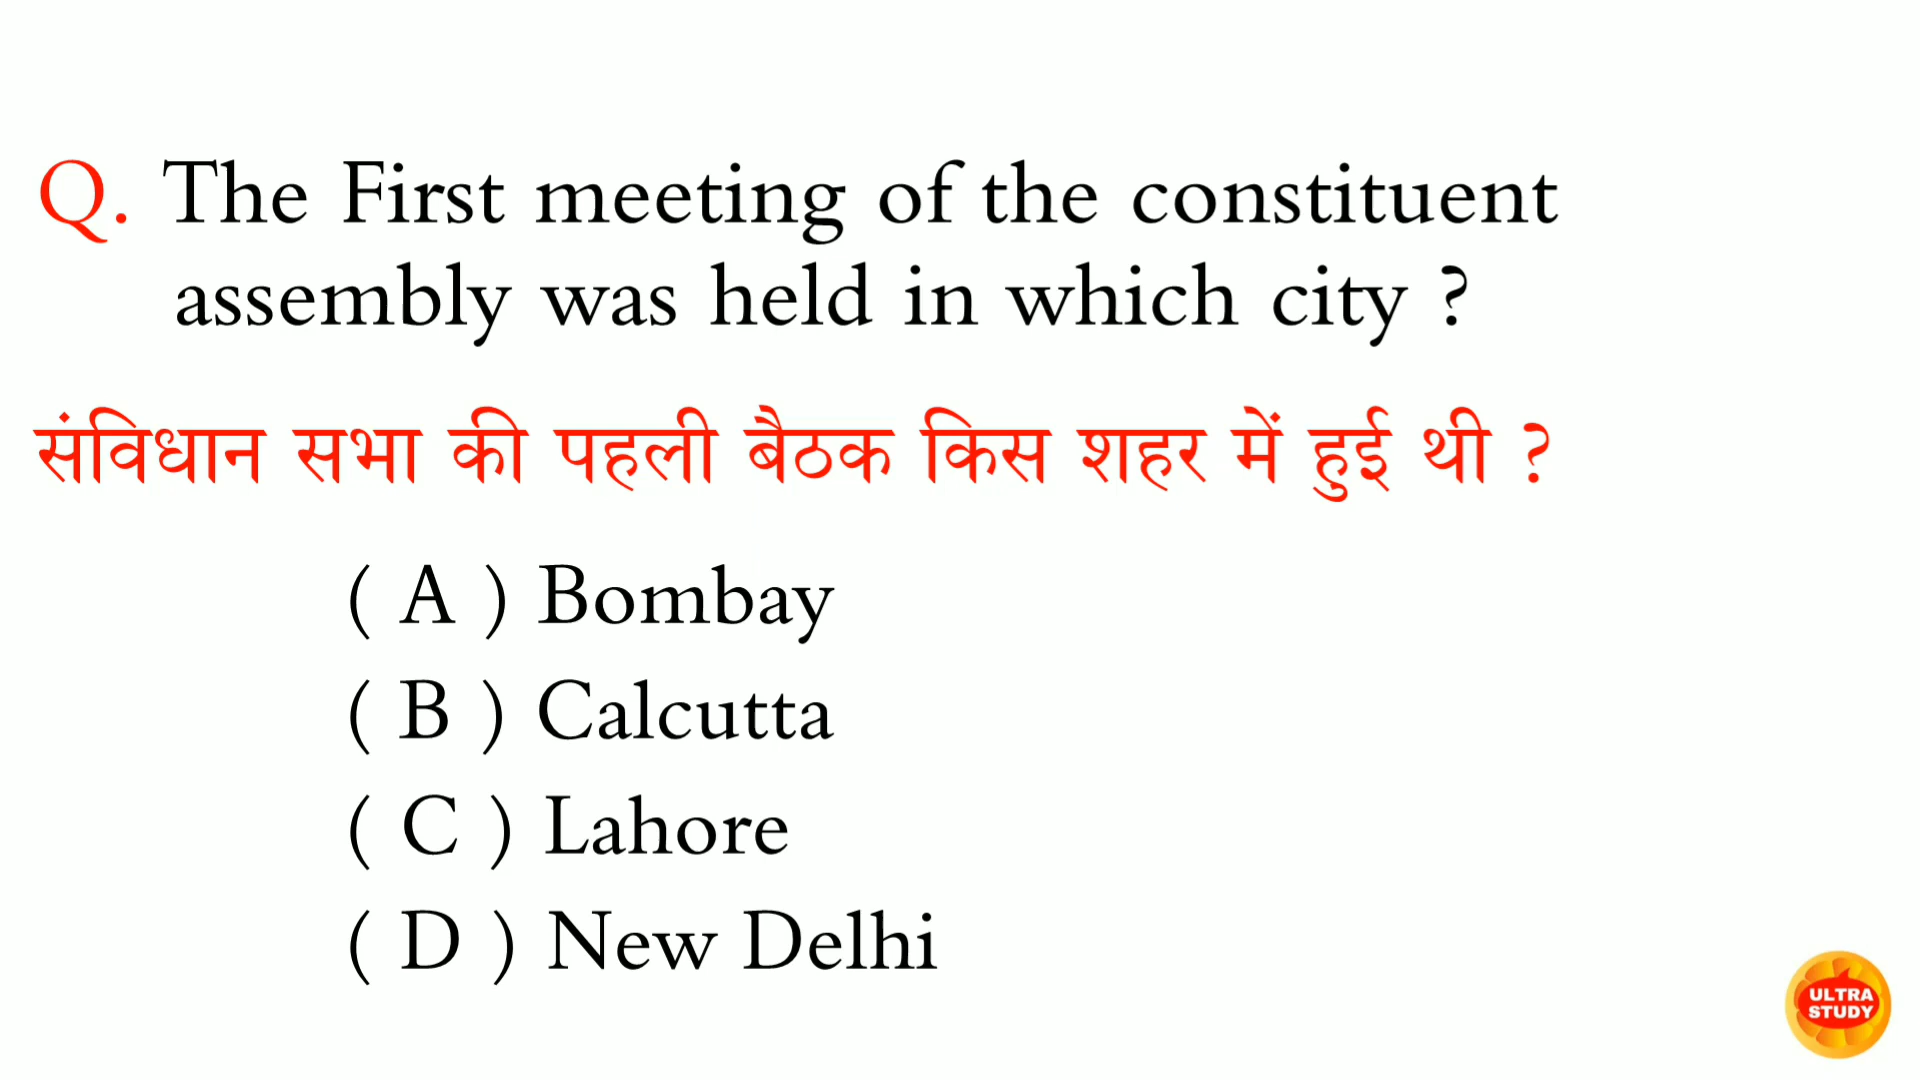 Q. The First meeting of the constituent
assembly was held in which city ?
संविधान सभा की पहली बैठक किस शहर में हुई थी ?
( A ) Bombay
( B ) Calcutta
( C ) Lahore
( D ) New Delhi
ULTRA
STUDY